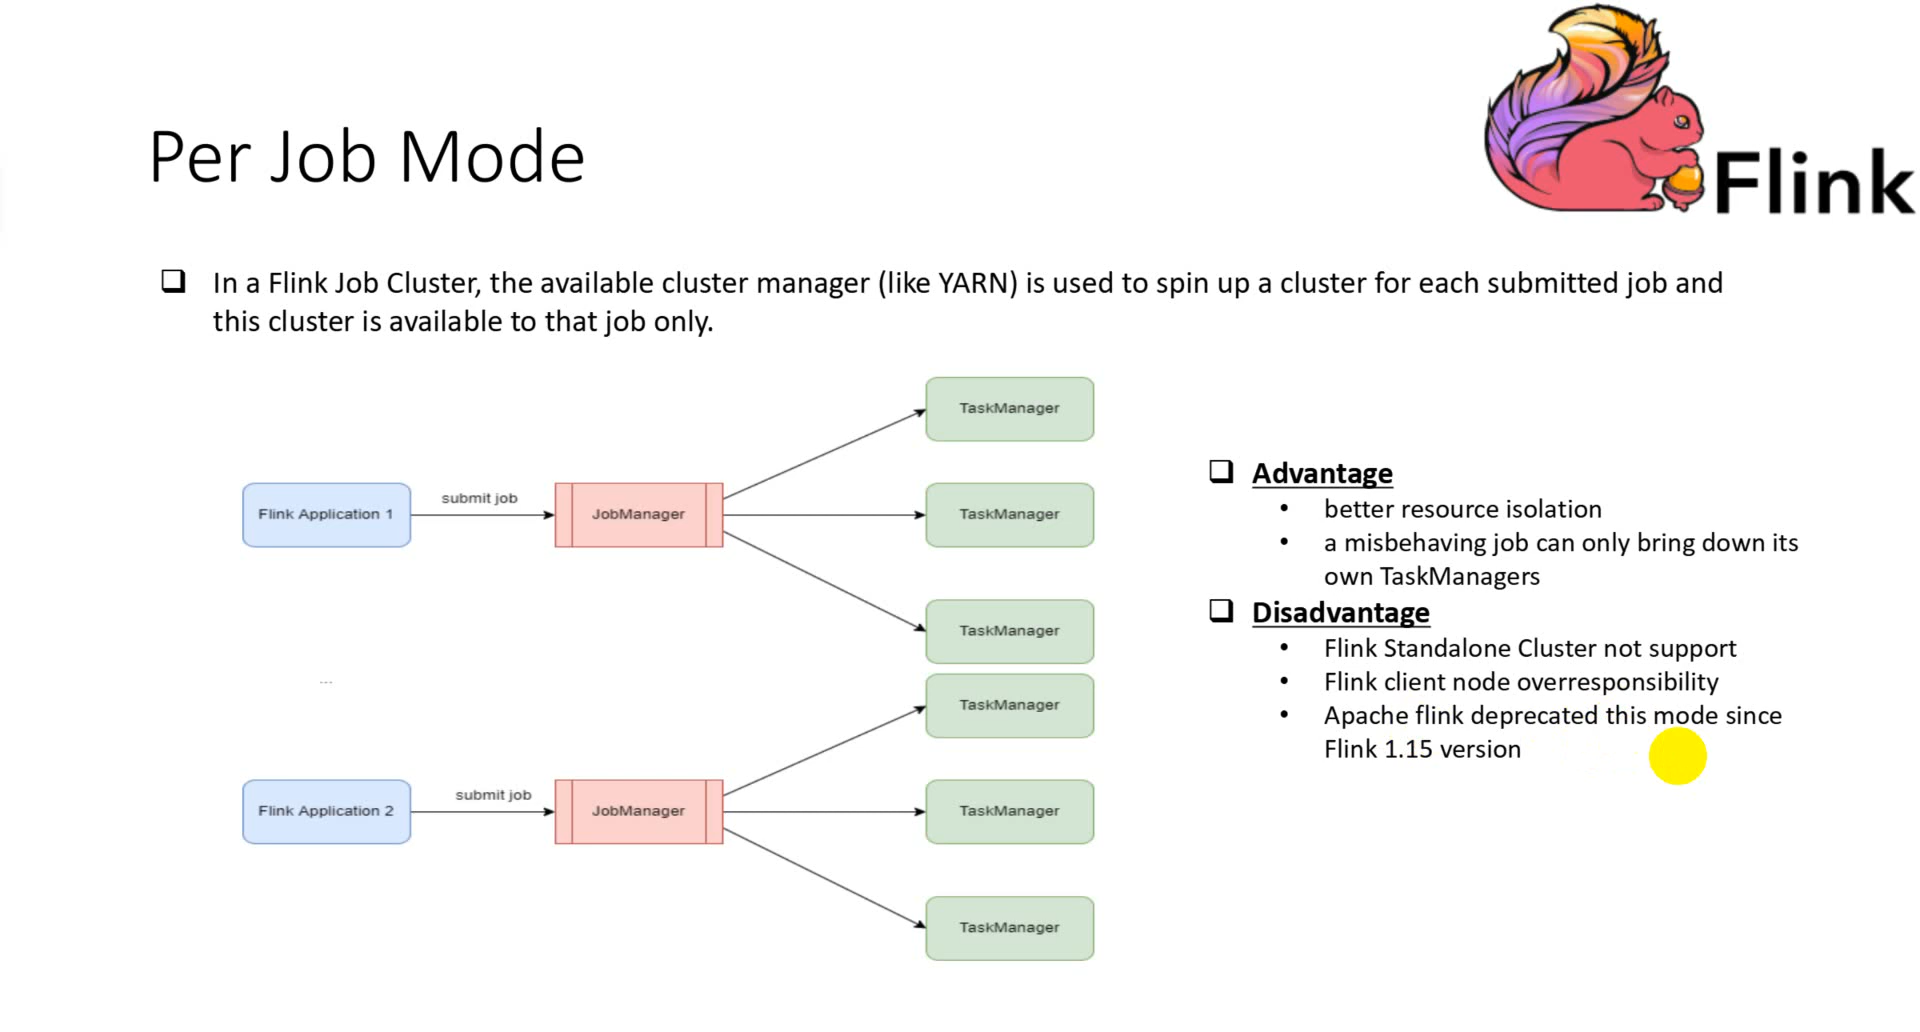 Flink
Per Job Mode
In a Flink Job Cluster, the available cluster manager (like YARN) is used to spin up a cluster for each submitted job and
this cluster is available to that job only.
TaskManager
Flink Application 1
submit job
JobManager
TaskManager
TaskManager
...
TaskManager
Flink Application 2
submit job
JobManager
TaskManager
TaskManager
Advantage
• better resource isolation
• a misbehaving job can only bring down its
own TaskManagers
Disadvantage
• Flink Standalone Cluster not support
• Flink client node overresponsibility
• Apache flink deprecated this mode since
Flink 1.15 version